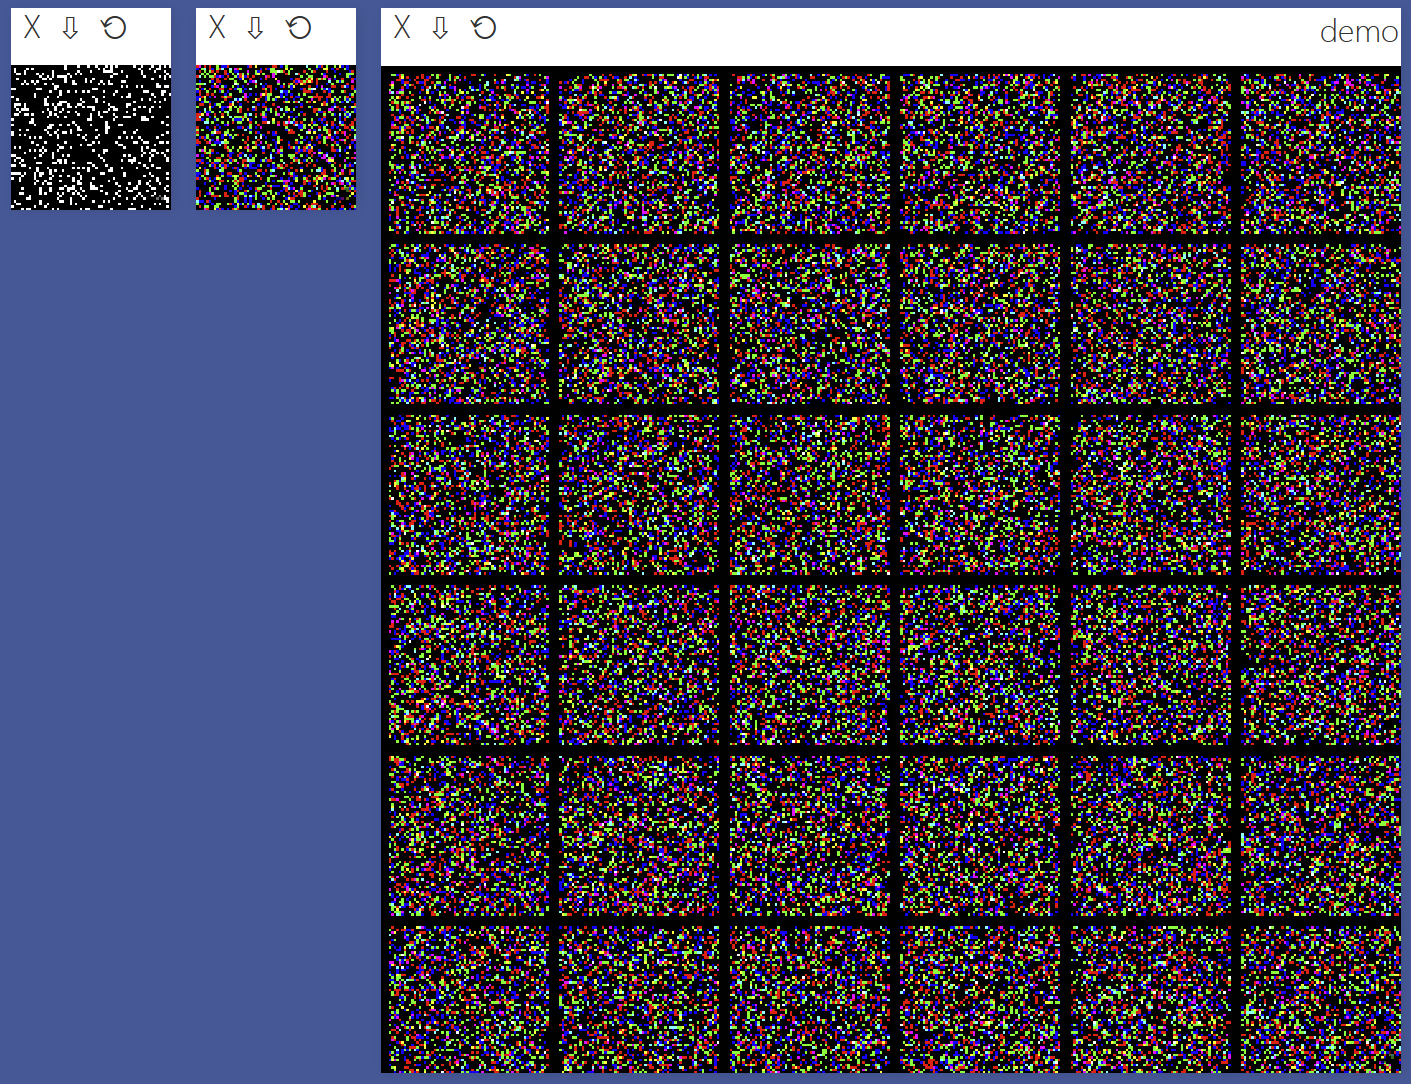 X ⇩ ⟲
X ⇩ ⟲
X ⇩ ⟲ demo